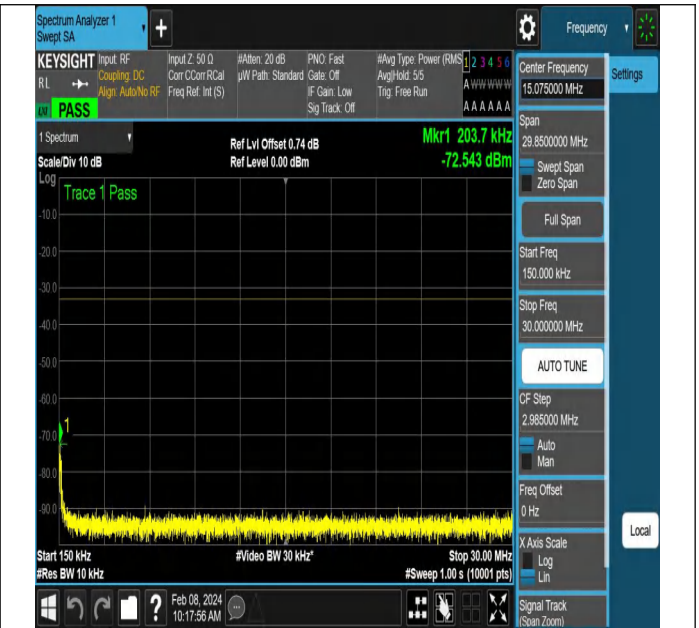 Spectrum Analyzer 1
Swept SA
+
Frequency
KEYSIGHT
RL
PASS
Input: RF
Coupling: DC
Align: Auto/No RF
Input Z: 50 Ω
Corr CCorr RCal
Freq Ref: Int (S)
#Atten: 20 dB
µW Path: Standard
PNO: Fast
Gate: Off
IF Gain: Low
Sig Track: Off
#Avg Type: Power (RMS
Avg|Hold: 5/5
Trig: Free Run
1 2 3 4 5 6
A W W W W W
A A A A A A
1 Spectrum
Scale/Div 10 dB
Ref Lvl Offset 0.74 dB
Ref Level 0.00 dBm
Mkr1 203.7 kHz
-72.543 dBm
Log
Trace 1 Pass
-10.0
-20.0
-30.0
-40.0
-50.0
-60.0
1
-70.0
-80.0
-90.0
Start 150 kHz
#Video BW 30 kHz*
Stop 30.00 MHz
#Res BW 10 kHz
#Sweep 1.00 s (10001 pts)
Feb 08, 2024
10:17:56 AM
?
Center Frequency
15.075000 MHz
Settings
Span
29.8500000 MHz
Swept Span
Zero Span
Full Span
Start Freq
150.000 kHz
Stop Freq
30.000000 MHz
AUTO TUNE
CF Step
2.985000 MHz
Auto
Man
Freq Offset
0 Hz
Local
X Axis Scale
Log
Lin
Signal Track
(Span Zoom)